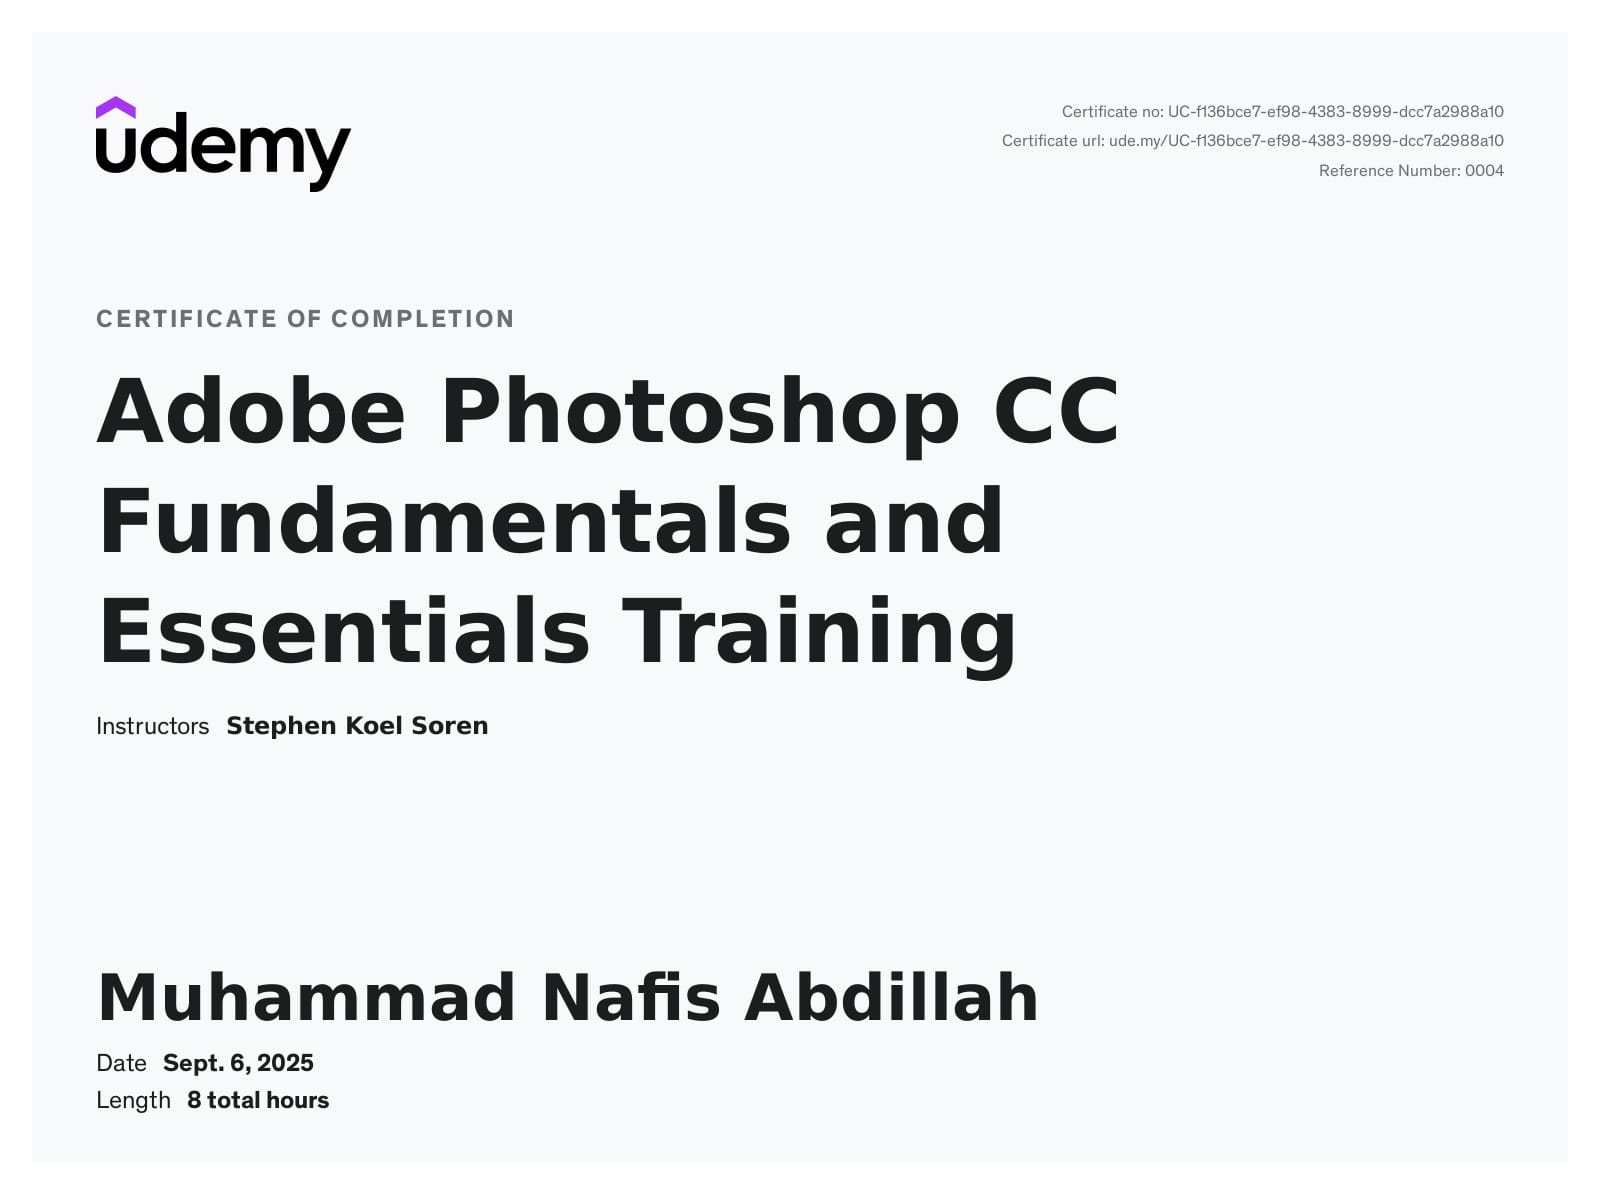 udemy
Certificate no: UC-f136bce7-ef98-4383-8999-dcc7a2988a10
Certificate url: ude.my/UC-f136bce7-ef98-4383-8999-dcc7a2988a10
Reference Number: 0004
CERTIFICATE OF COMPLETION
Adobe Photoshop CC
Fundamentals and
Essentials Training
Instructors Stephen Koel Soren
Muhammad Nafis Abdillah
Date Sept. 6, 2025
Length 8 total hours